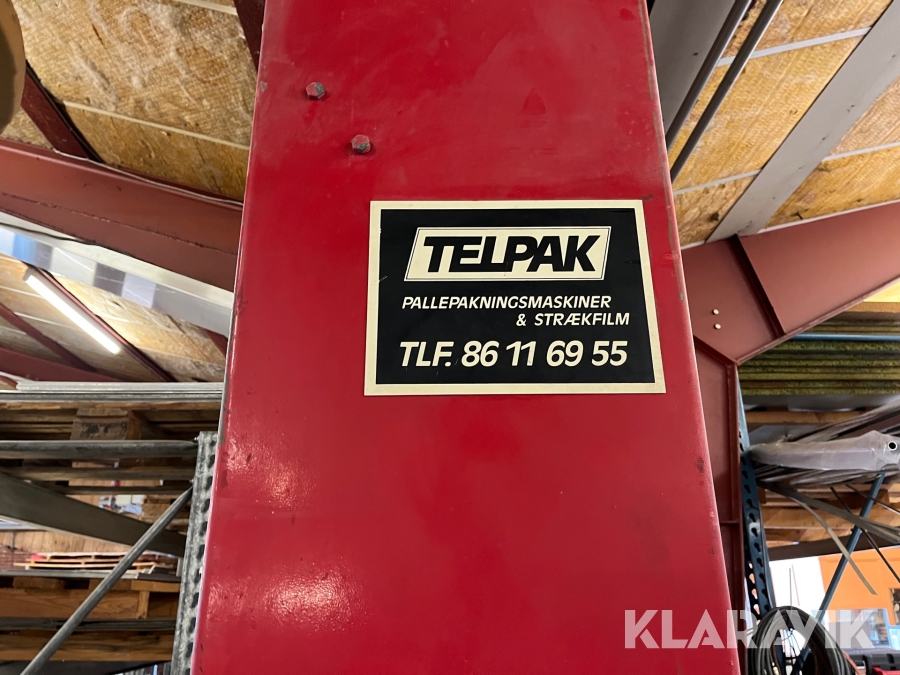 TELPAK
PALLEPAKNINGSMASKINER
& STRÆKFILM
TLF. 86 11 69 55
KLARAVIK